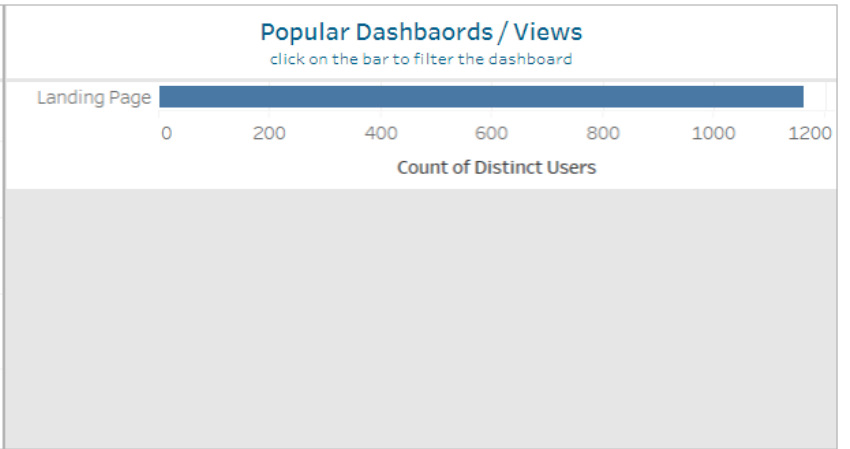 Popular Dashbaords / Views
click on the bar to filter the dashboard
Landing Page
0 200 400 600 800 1000 1200
Count of Distinct Users